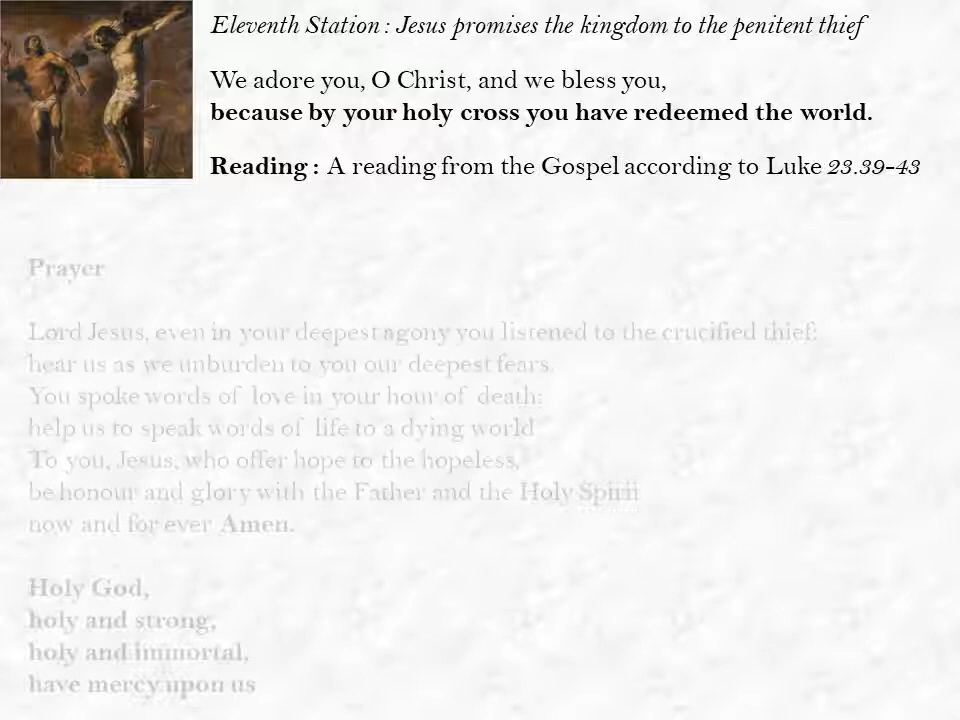 Eleventh Station : Jesus promises the kingdom to the penitent thief
We adore you, O Christ, and we bless you,
because by your holy cross you have redeemed the world.
Reading : A reading from the Gospel according to Luke 23.39-43
Prayer
Lord Jesus, even in your deepest agony you listened to the crucified thief:
hear us as we unburden to you our deepest fears.
You spoke words of love in your hour of death:
help us to speak words of life to a dying world
To you, Jesus, who offer hope to the hopeless,
be honour and glory with the Father and the Holy Spirit
now and for ever Amen.
Holy God,
holy and strong,
holy and immortal,
have mercy upon us